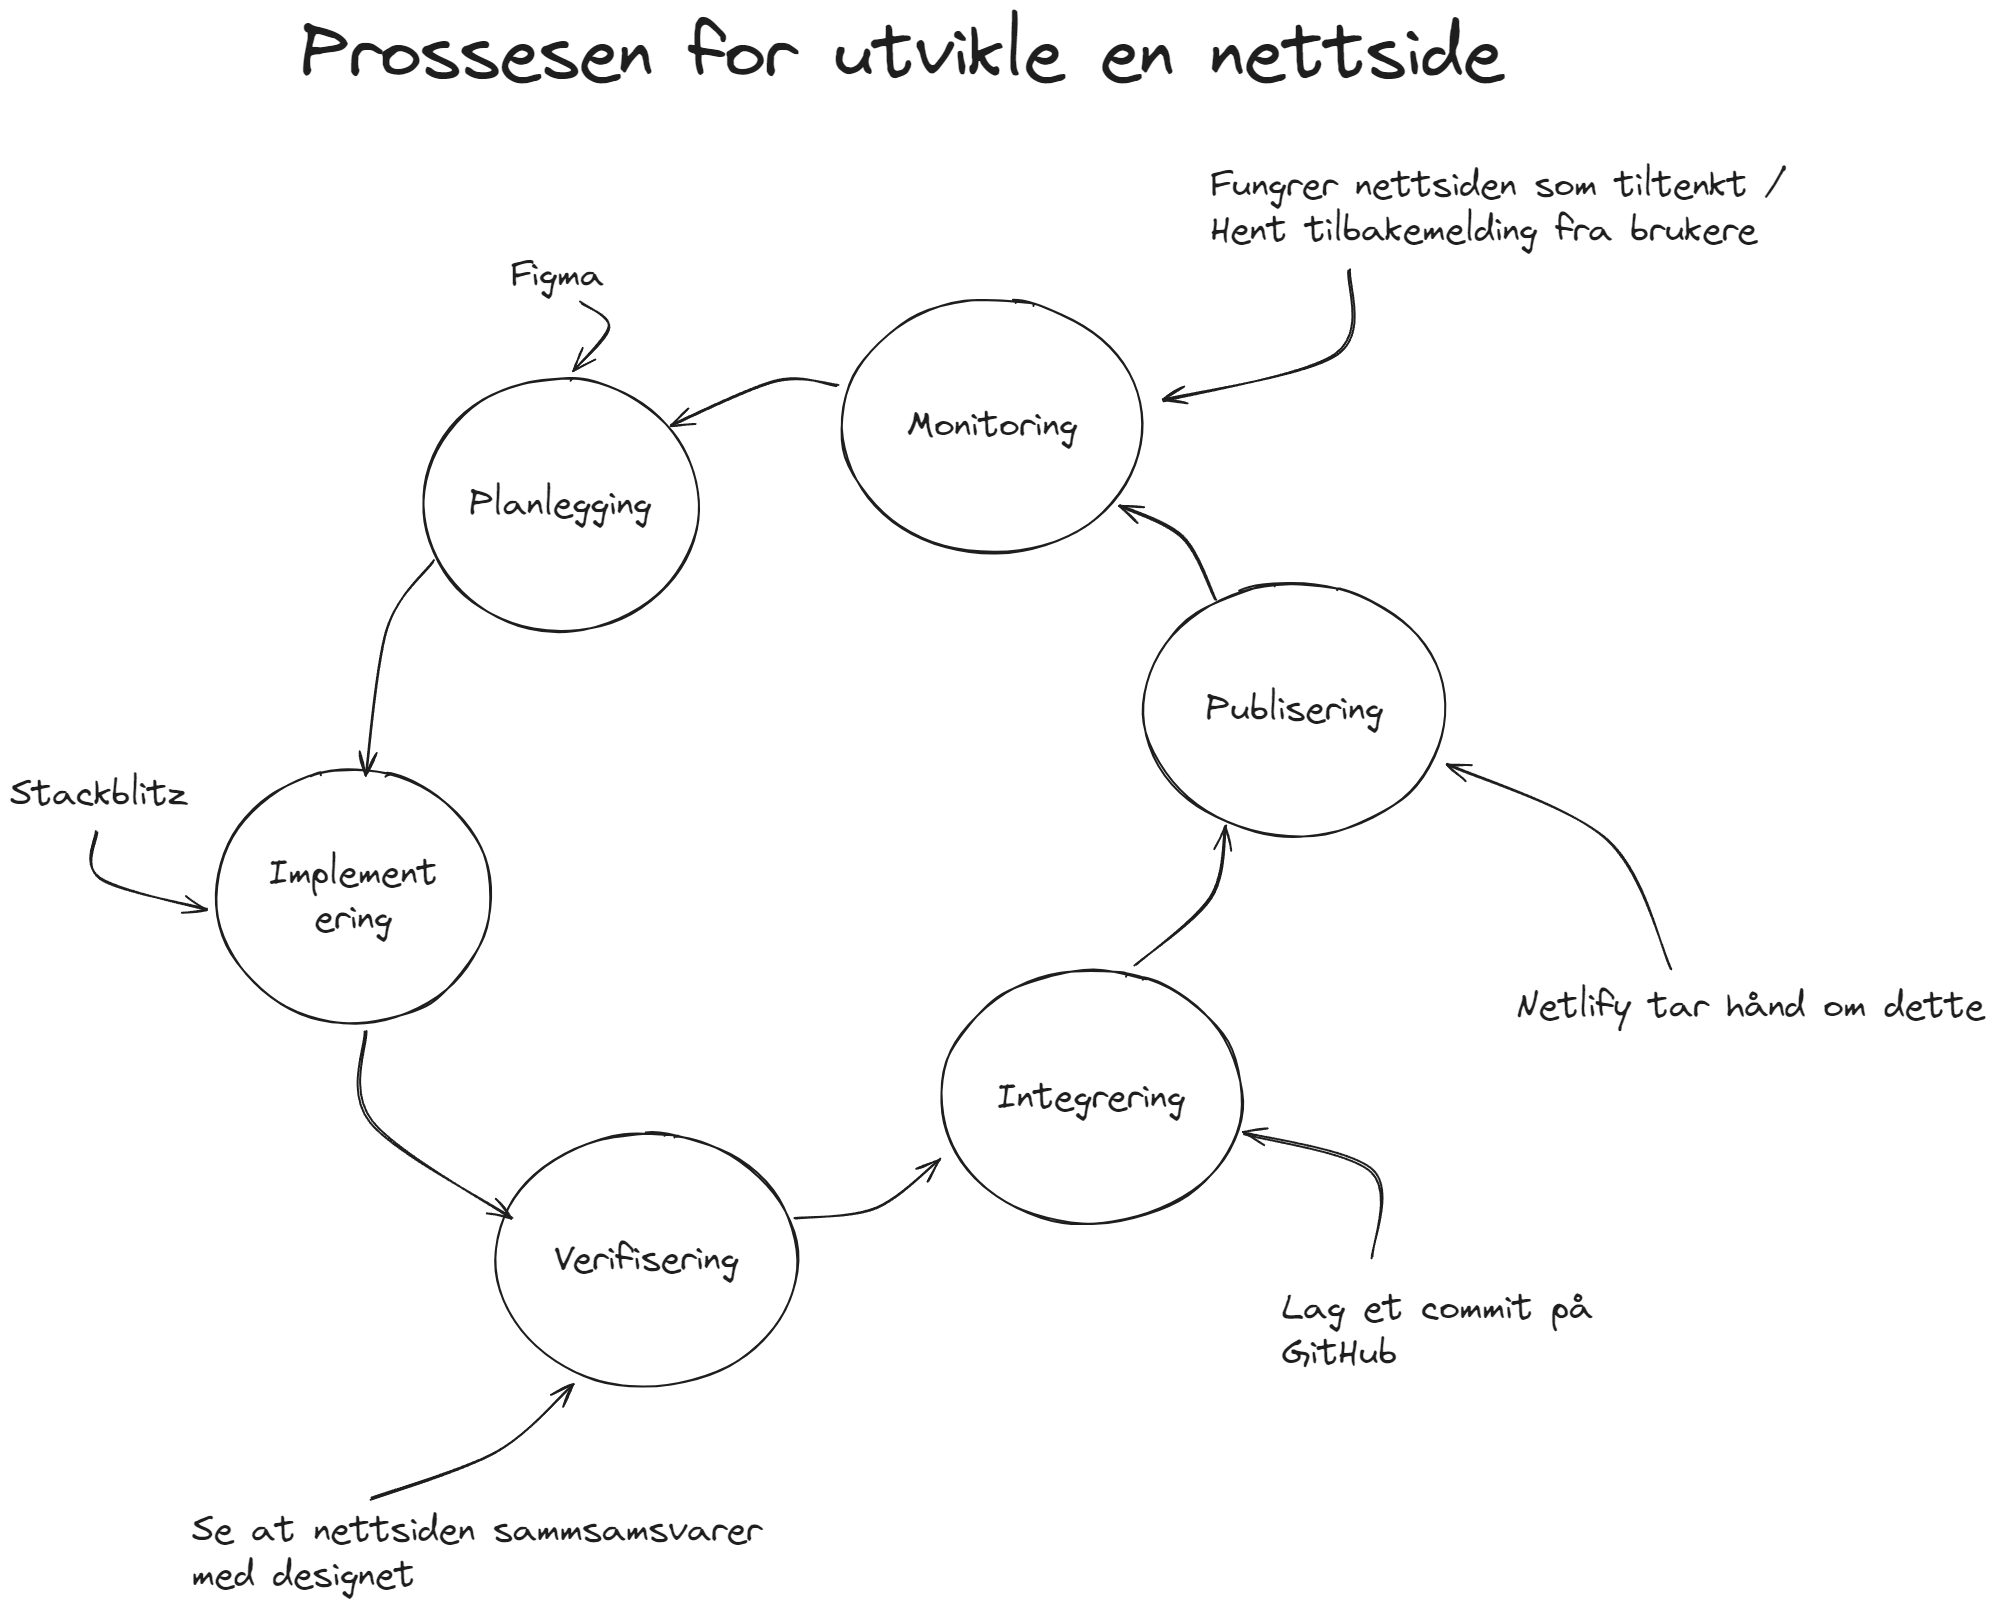 Prossesen for utvikle en nettside
Fungrer nettsiden som tiltenkt /
Hent tilbakemelding fra brukere
Figma
Monitoring
Planlegging
Publisering
Stackblitz
Implement
ering
Netlify tar hånd om dette
Integrering
Verifisering
Lag et commit på
GitHub
Se at nettsiden sammsamsvarer
med designet